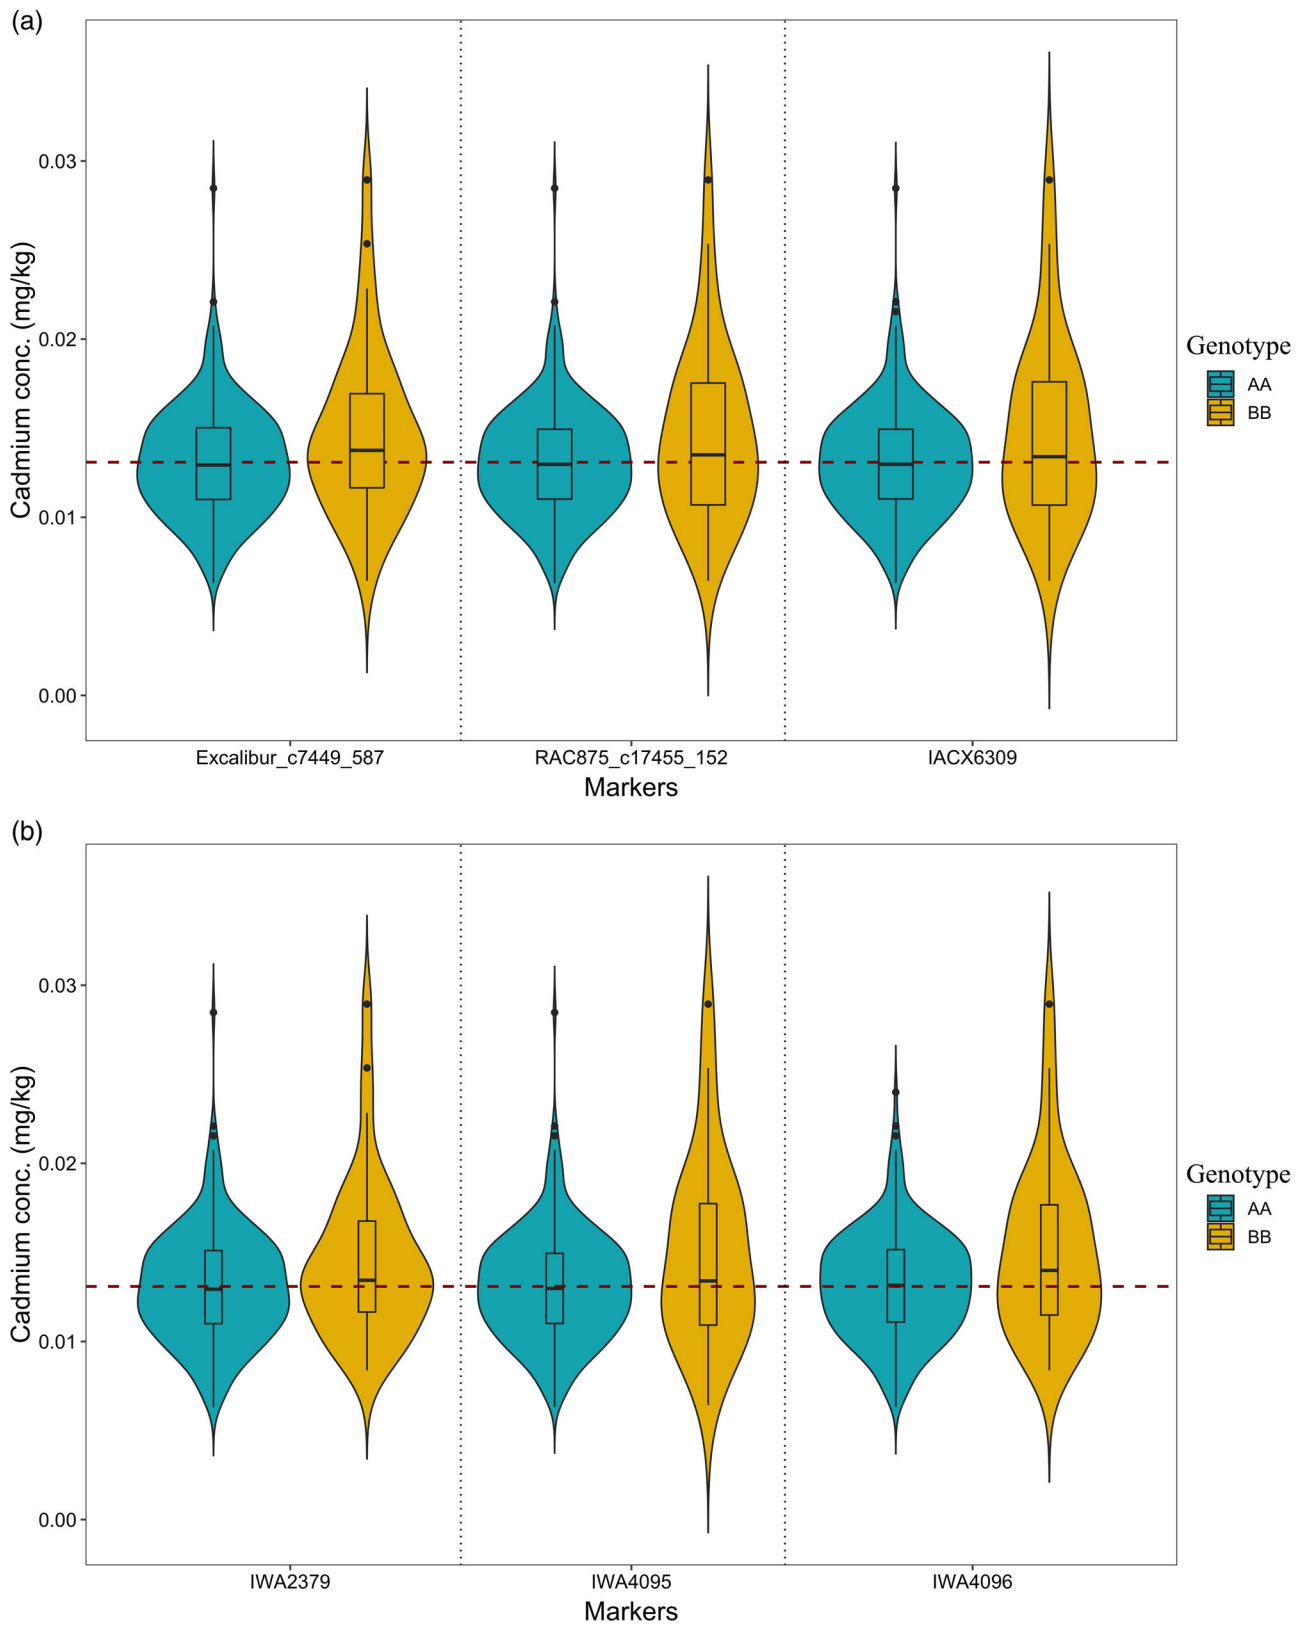 (a)
Cadmium conc. (mg/kg)
0.03
0.02
0.01
0.00
Excalibur_c7449_587
RAC875_c17455_152
IACX6309
Markers
Genotype
AA
BB
(b)
Cadmium conc. (mg/kg)
0.03
0.02
0.01
0.00
IWA2379
IWA4095
IWA4096
Markers
Genotype
AA
BB